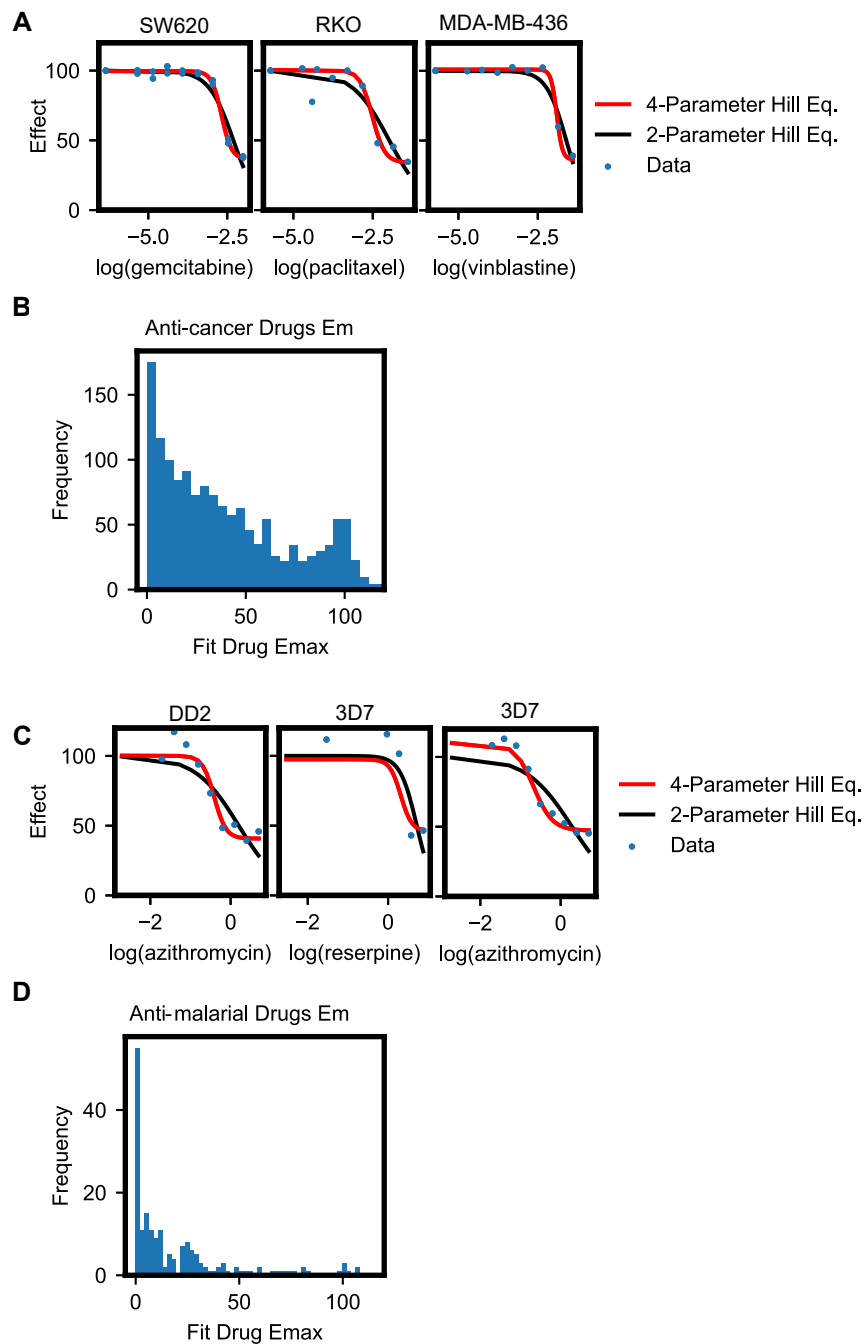 A
SW620 RKO MDA-MB-436
100
50
0
Effect
−5.0 −2.5 −5.0 −2.5 −5.0 −2.5
log(gemcitabine) log(paclitaxel) log(vinblastine)
4-Parameter Hill Eq.
2-Parameter Hill Eq.
Data
B
Anti-cancer Drugs Em
150
100
50
0
Frequency
0 50 100
Fit Drug Emax
C
DD2 3D7 3D7
100
50
0
Effect
−2 0 −2 0 −2 0
log(azithromycin) log(reserpine) log(azithromycin)
4-Parameter Hill Eq.
2-Parameter Hill Eq.
Data
D
Anti-malarial Drugs Em
40
20
0
Frequency
0 50 100
Fit Drug Emax